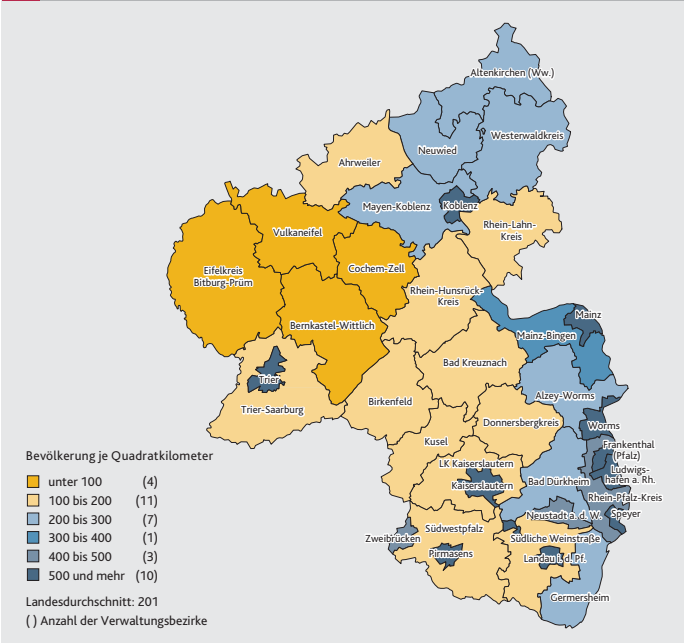 Altenkirchen (Ww.)
Westerwaldkreis
Neuwied
Ahrweiler
Mayen-Koblenz
Koblenz
Rhein-Lahn-
Kreis
Vulkaneifel
Cochem-Zell
Eifelkreis
Bitburg-Prüm
Rhein-Hunsrück-
Kreis
Bernkastel-Wittlich
Mainz
Mainz-Bingen
Bad Kreuznach
Trier
Alzey-Worms
Birkenfeld
Trier-Saarburg
Donnersbergkreis
Worms
Kusel
Frankenthal
(Pfalz)
LK Kaiserslautern
Ludwigs-
hafen a. Rh.
Kaiserslautern
Bad Dürkheim
Rhein-Pfalz-Kreis
Neustadt a. d. W.
Speyer
Südwestpfalz
Zweibrücken
Südliche Weinstraße
Pirmasens
Landau i. d. Pf.
Germersheim
Bevölkerung je Quadratkilometer
unter 100 (4)
100 bis 200 (11)
200 bis 300 (7)
300 bis 400 (1)
400 bis 500 (3)
500 und mehr (10)
Landesdurchschnitt: 201
( ) Anzahl der Verwaltungsbezirke